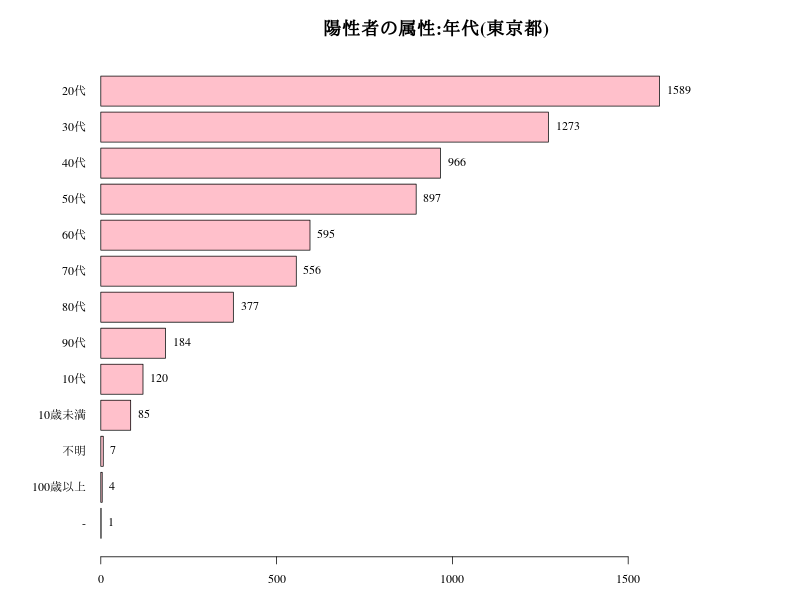 陽性者の属性:年代(東京都)
20代 1589
30代 1273
40代 966
50代 897
60代 595
70代 556
80代 377
90代 184
10代 120
10歳未満 85
不明 7
100歳以上 4
- 1
0 500 1000 1500